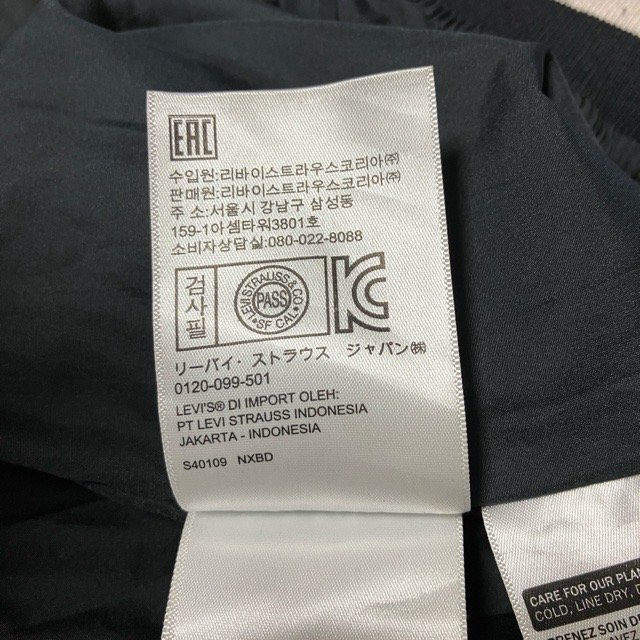 EAC
수입원:리바이스트라우스코리아㈜
판매원:리바이스트라우스코리아㈜
주 소:서울시 강남구 삼성동
159-1아셈타워3801호
소비자상담실:080-022-8088
검사필
LEVI STRAUSS & CO.
PASS
SF CAL
KC
リーバイ・ストラウス ジャパン㈱
0120-099-501
LEVI'S® DI IMPORT OLEH:
PT LEVI STRAUSS INDONESIA
JAKARTA - INDONESIA
S40109 NXBD
CARE FOR OUR PLAN
COLD, LINE DRY,
PRENEZ SOIN D